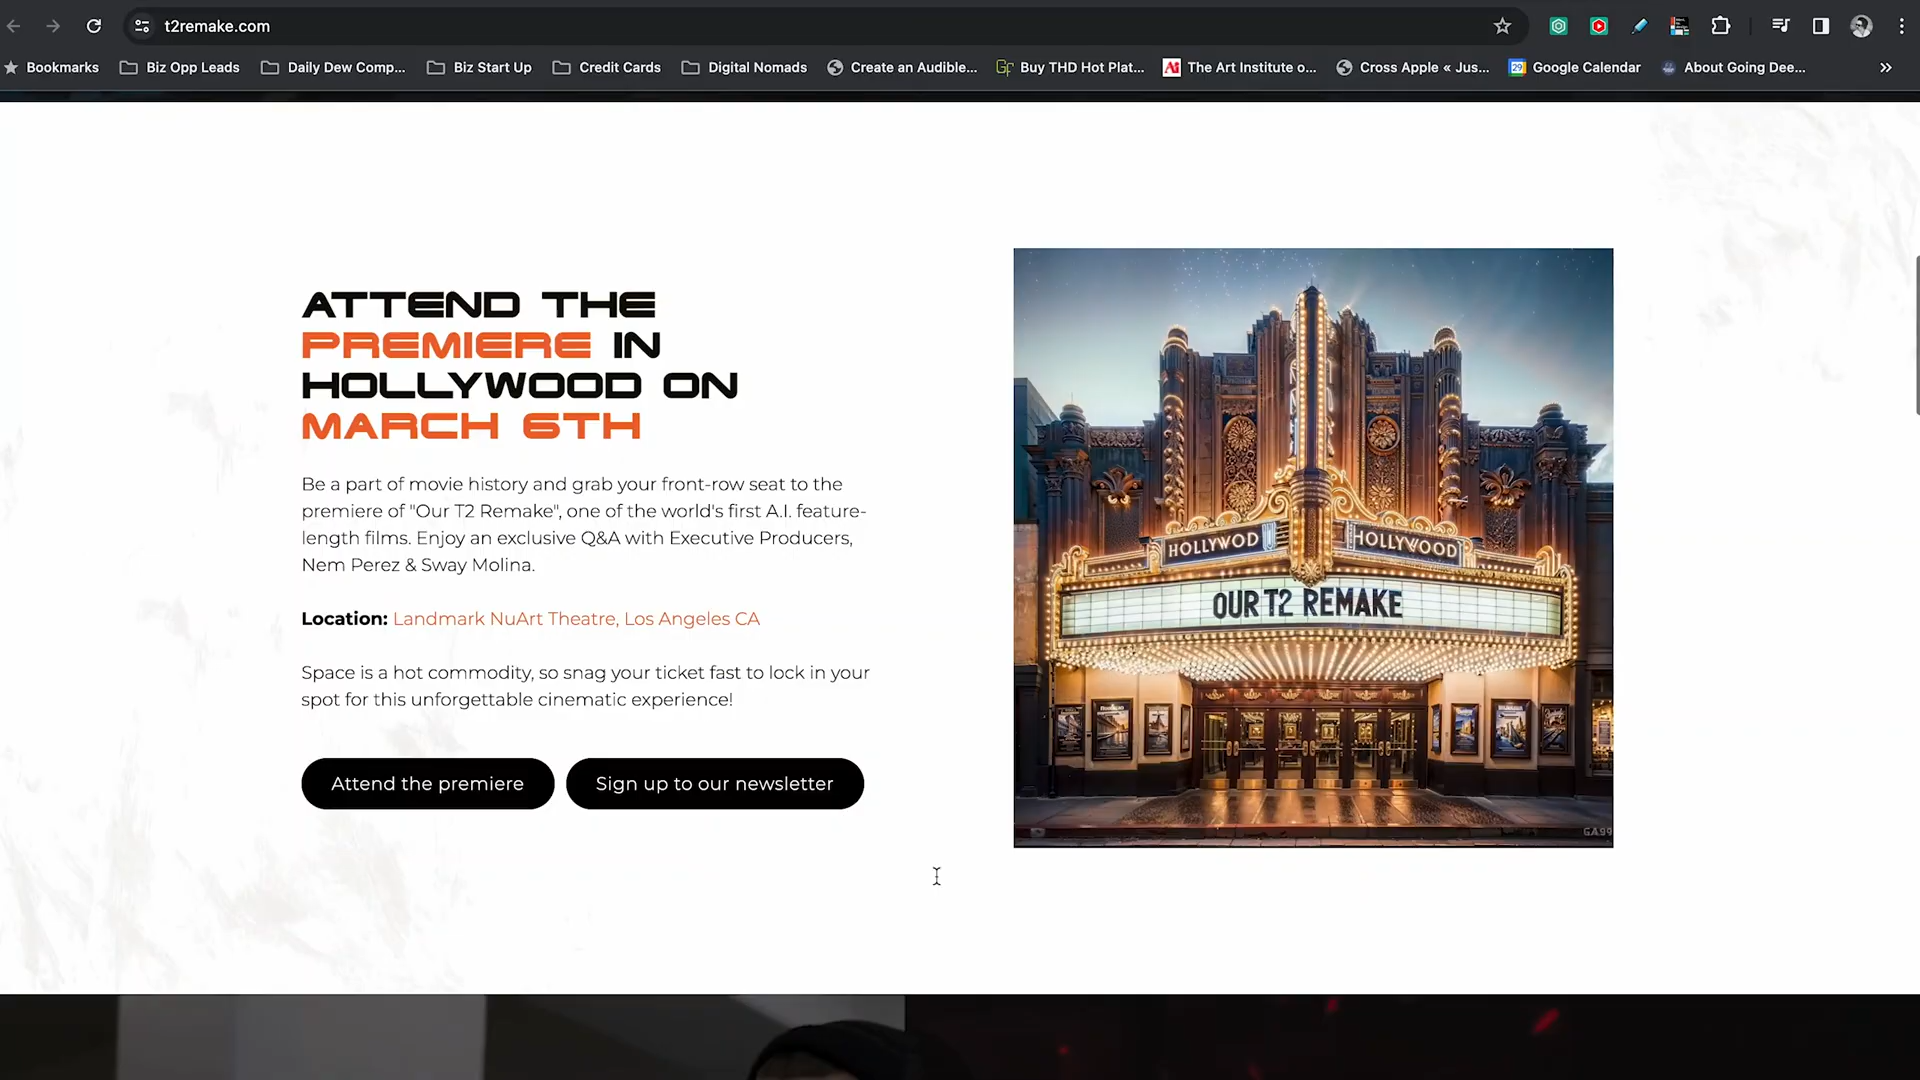 t2remake.com
Bookmarks
Biz Opp Leads
Daily Dew Comp...
Biz Start Up
Credit Cards
Digital Nomads
Create an Audible...
Buy THD Hot Plat...
The Art Institute o...
Cross Apple « Jus...
Google Calendar
About Going Dee...
ATTEND THE
PREMIERE IN
HOLLYWOOD ON
MARCH 6TH
Be a part of movie history and grab your front-row seat to the
premiere of "Our T2 Remake", one of the world's first A.I. feature-
length films. Enjoy an exclusive Q&A with Executive Producers,
Nem Perez & Sway Molina.
Location: Landmark NuArt Theatre, Los Angeles CA
Space is a hot commodity, so snag your ticket fast to lock in your
spot for this unforgettable cinematic experience!
Attend the premiere
Sign up to our newsletter
HOLLYWOD
HOLLYWOOD
OUR T2 REMAKE